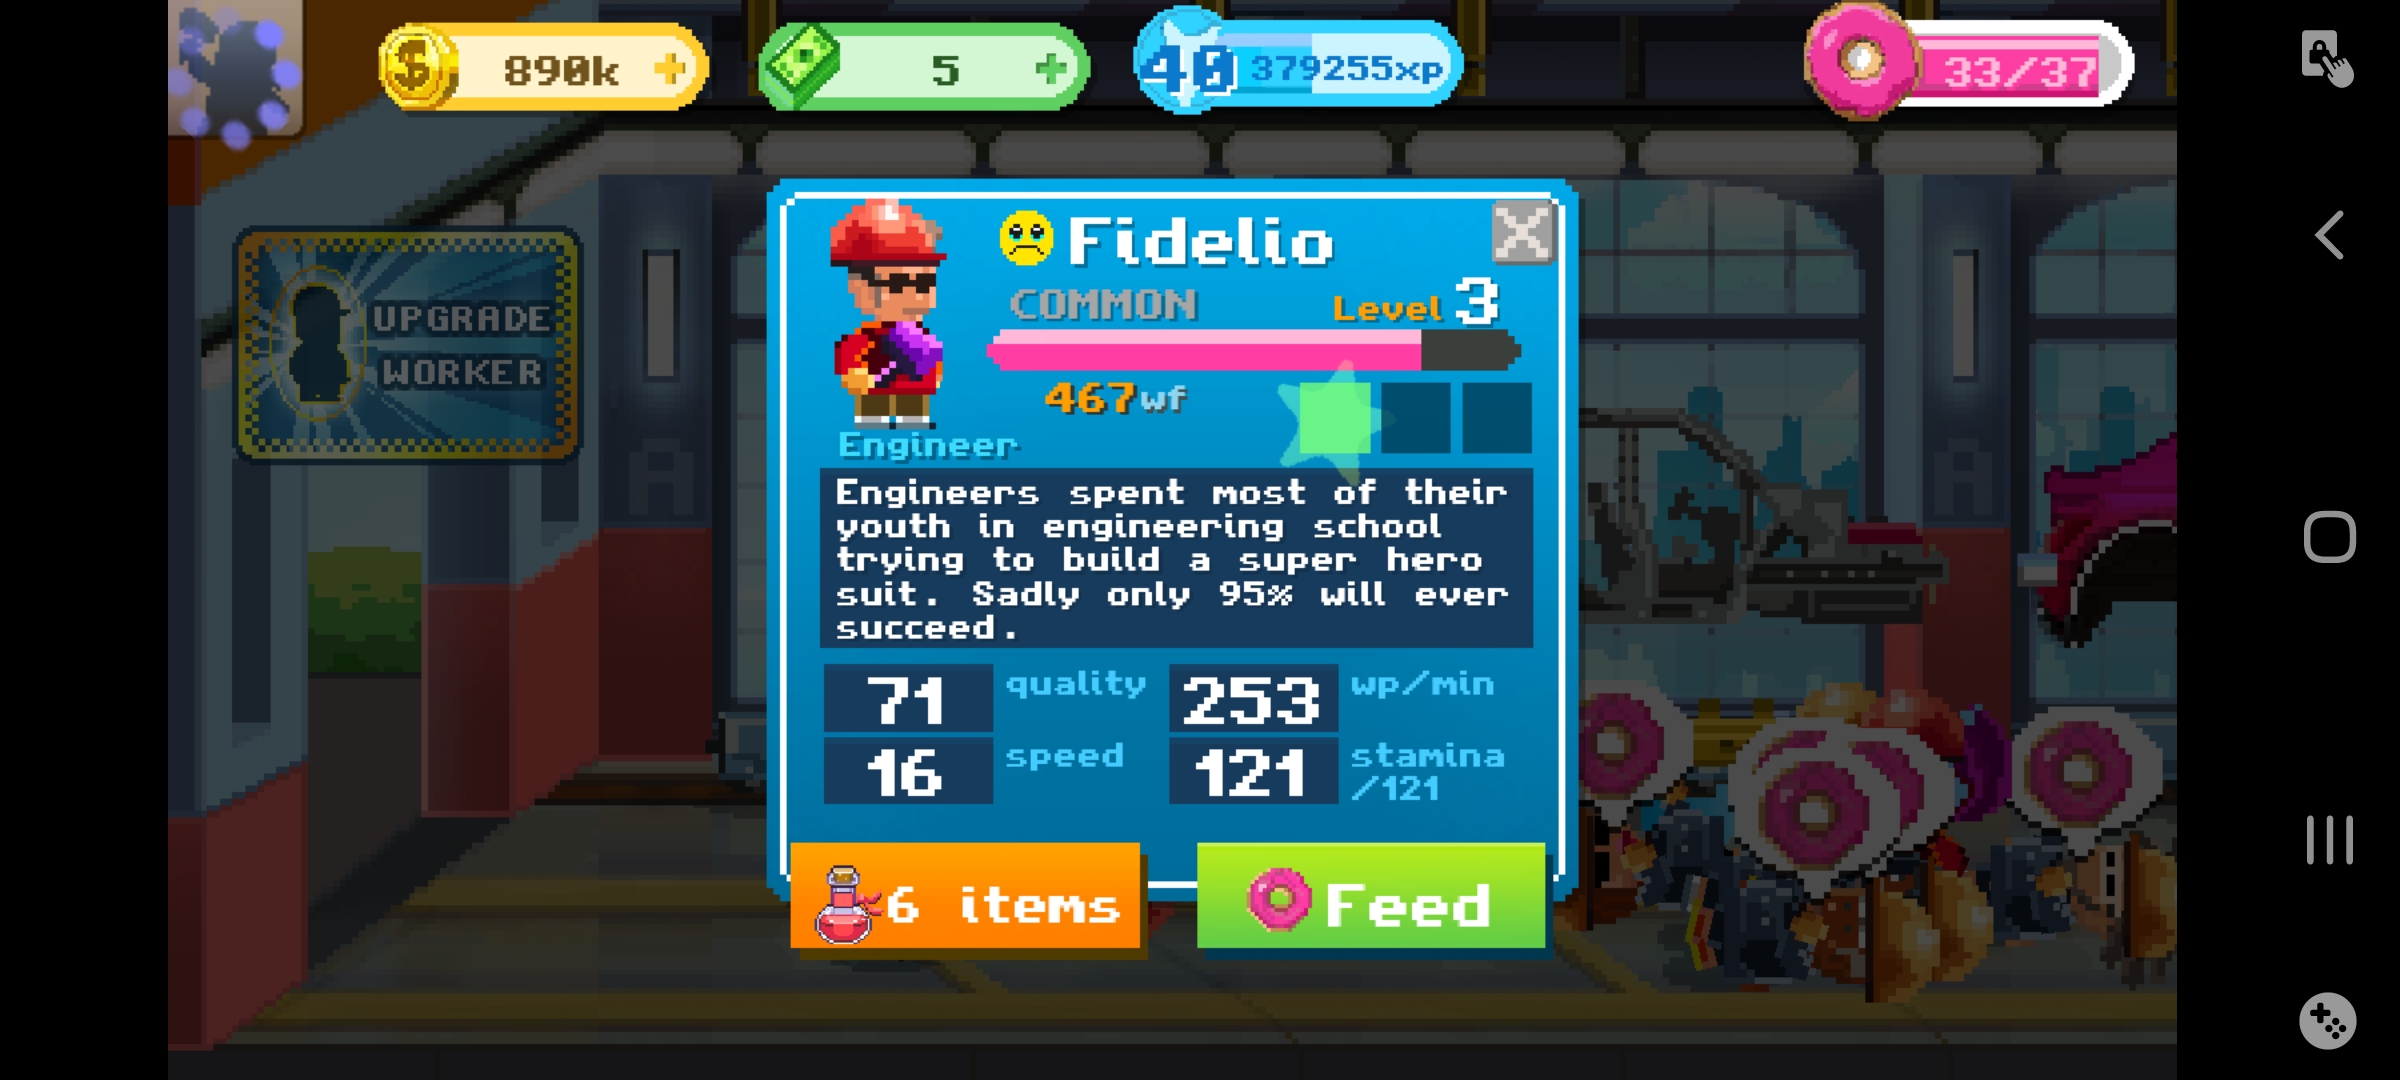 890k
5
40 379255xp
33/37
UPGRADE
WORKER
Fidelio
COMMON
Level 3
467wf
Engineer
Engineers spent most of their
youth in engineering school
trying to build a super hero
suit. Sadly only 95% will ever
succeed.
71 quality
253 wp/min
16 speed
121 stamina
/121
6 items
Feed